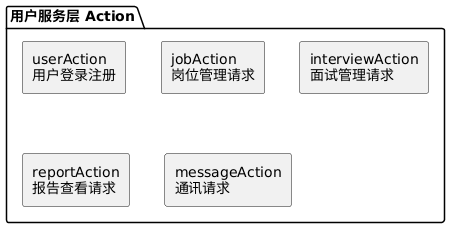 用户服务层 Action
userAction
用户登录注册
jobAction
岗位管理请求
interviewAction
面试管理请求
reportAction
报告查看请求
messageAction
通讯请求